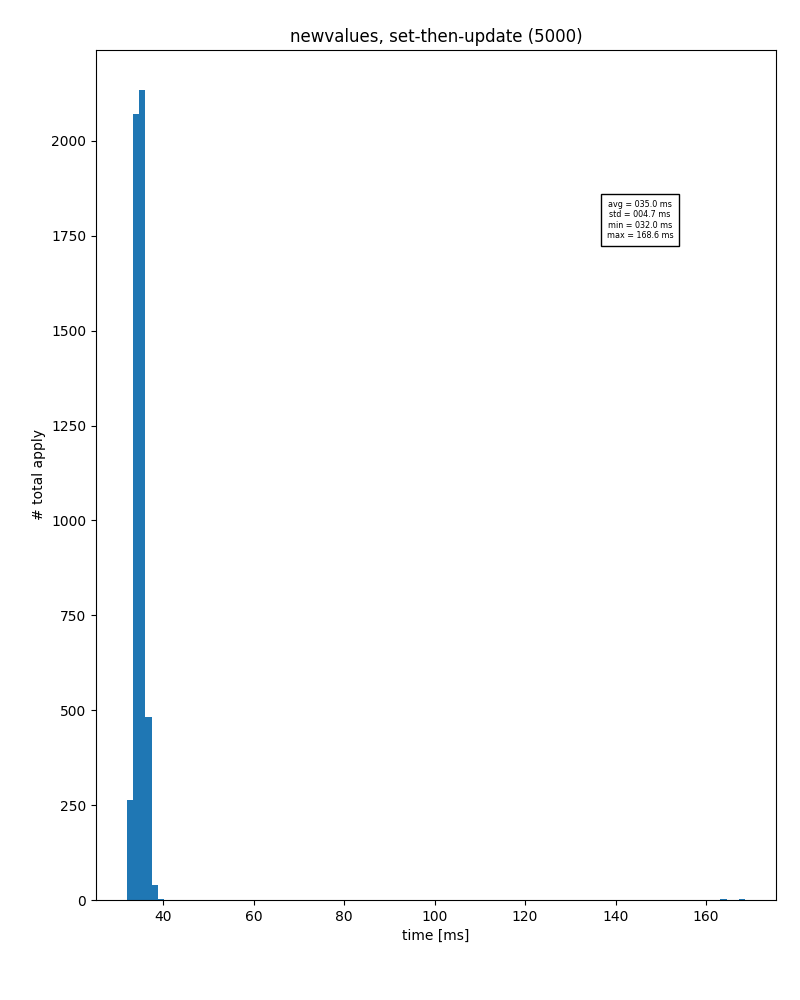 newvalues, set-then-update (5000)
2000
1750
1500
1250
1000
750
500
250
0
# total apply
avg = 035.0 ms
std = 004.7 ms
min = 032.0 ms
max = 168.6 ms
40 60 80 100 120 140 160
time [ms]